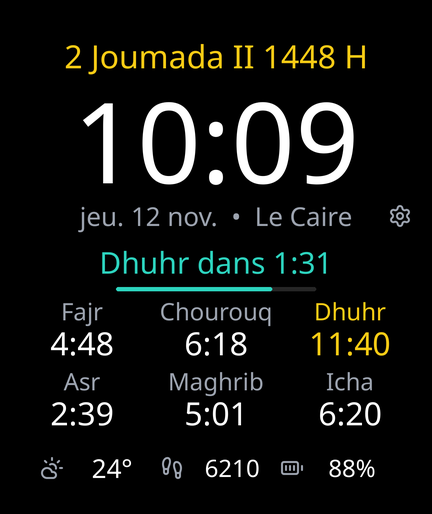 2 Joumada II 1448 H
10:09
jeu. 12 nov. • Le Caire
Dhuhr dans 1:31
Fajr Chourouq Dhuhr
4:48 6:18 11:40
Asr Maghrib Icha
2:39 5:01 6:20
24° 6210 88%